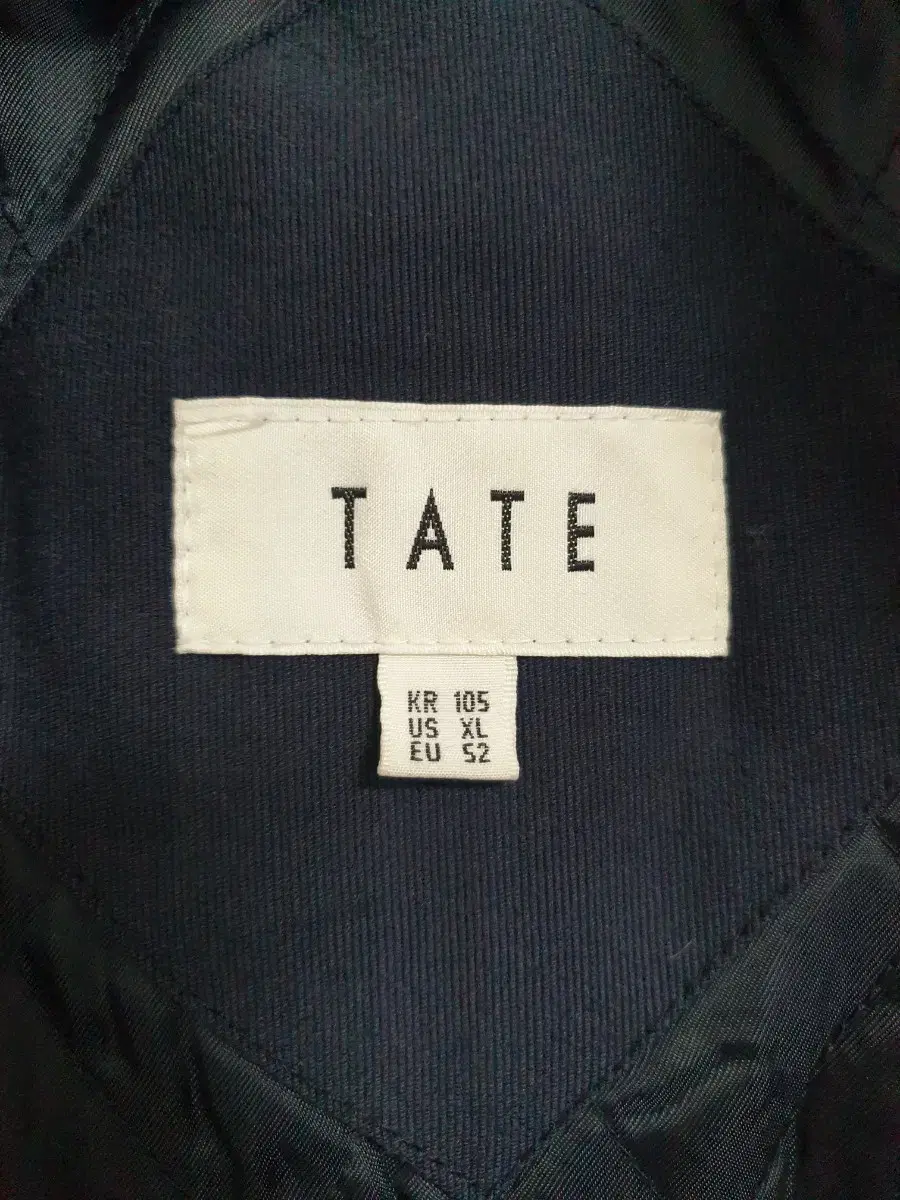 TATE
KR 105
US XL
EU 52